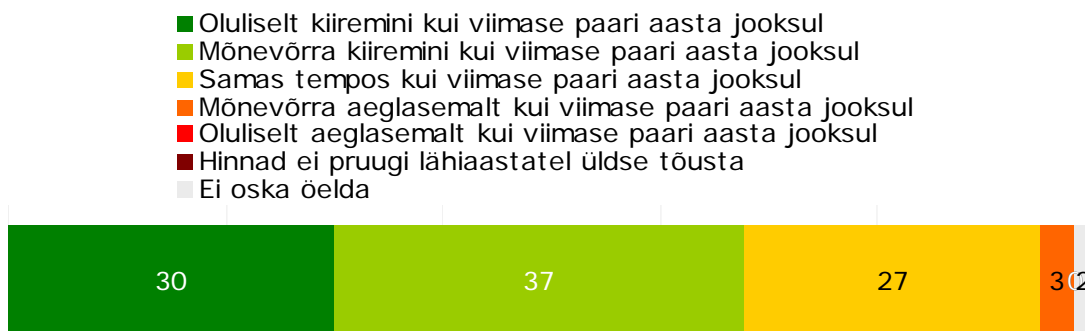 Oluliselt kiiremini kui viimase paari aasta jooksul
Mõnevõrra kiiremini kui viimase paari aasta jooksul
Samas tempos kui viimase paari aasta jooksul
Mõnevõrra aeglasemalt kui viimase paari aasta jooksul
Oluliselt aeglasemalt kui viimase paari aasta jooksul
Hinnad ei pruugi lähiaastatel üldse tõusta
Ei oska öelda
30 37 27 3 2